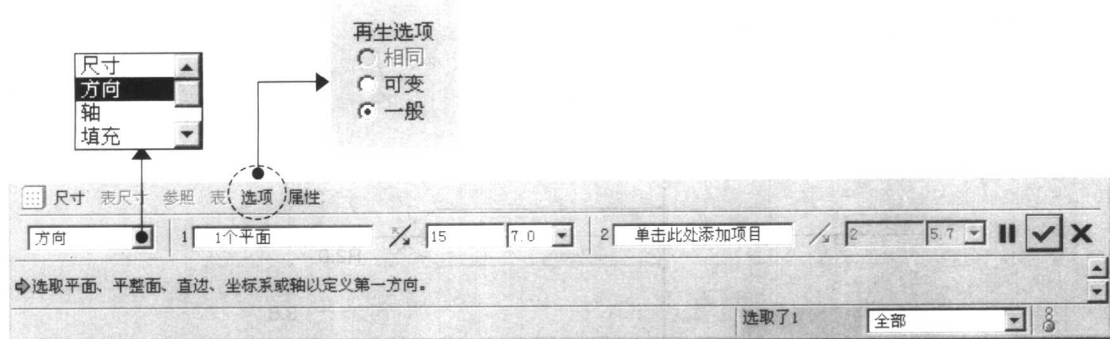 再生选项
相同
可变
一般
尺寸
方向
轴
填充
尺寸 表尺寸 参照 表 选项 属性
方向 1 1个平面 15 7.0 2 单击此处添加项目 2 5.7
选取平面、平整面、直边、坐标系或轴以定义第一方向。
选取了1 全部